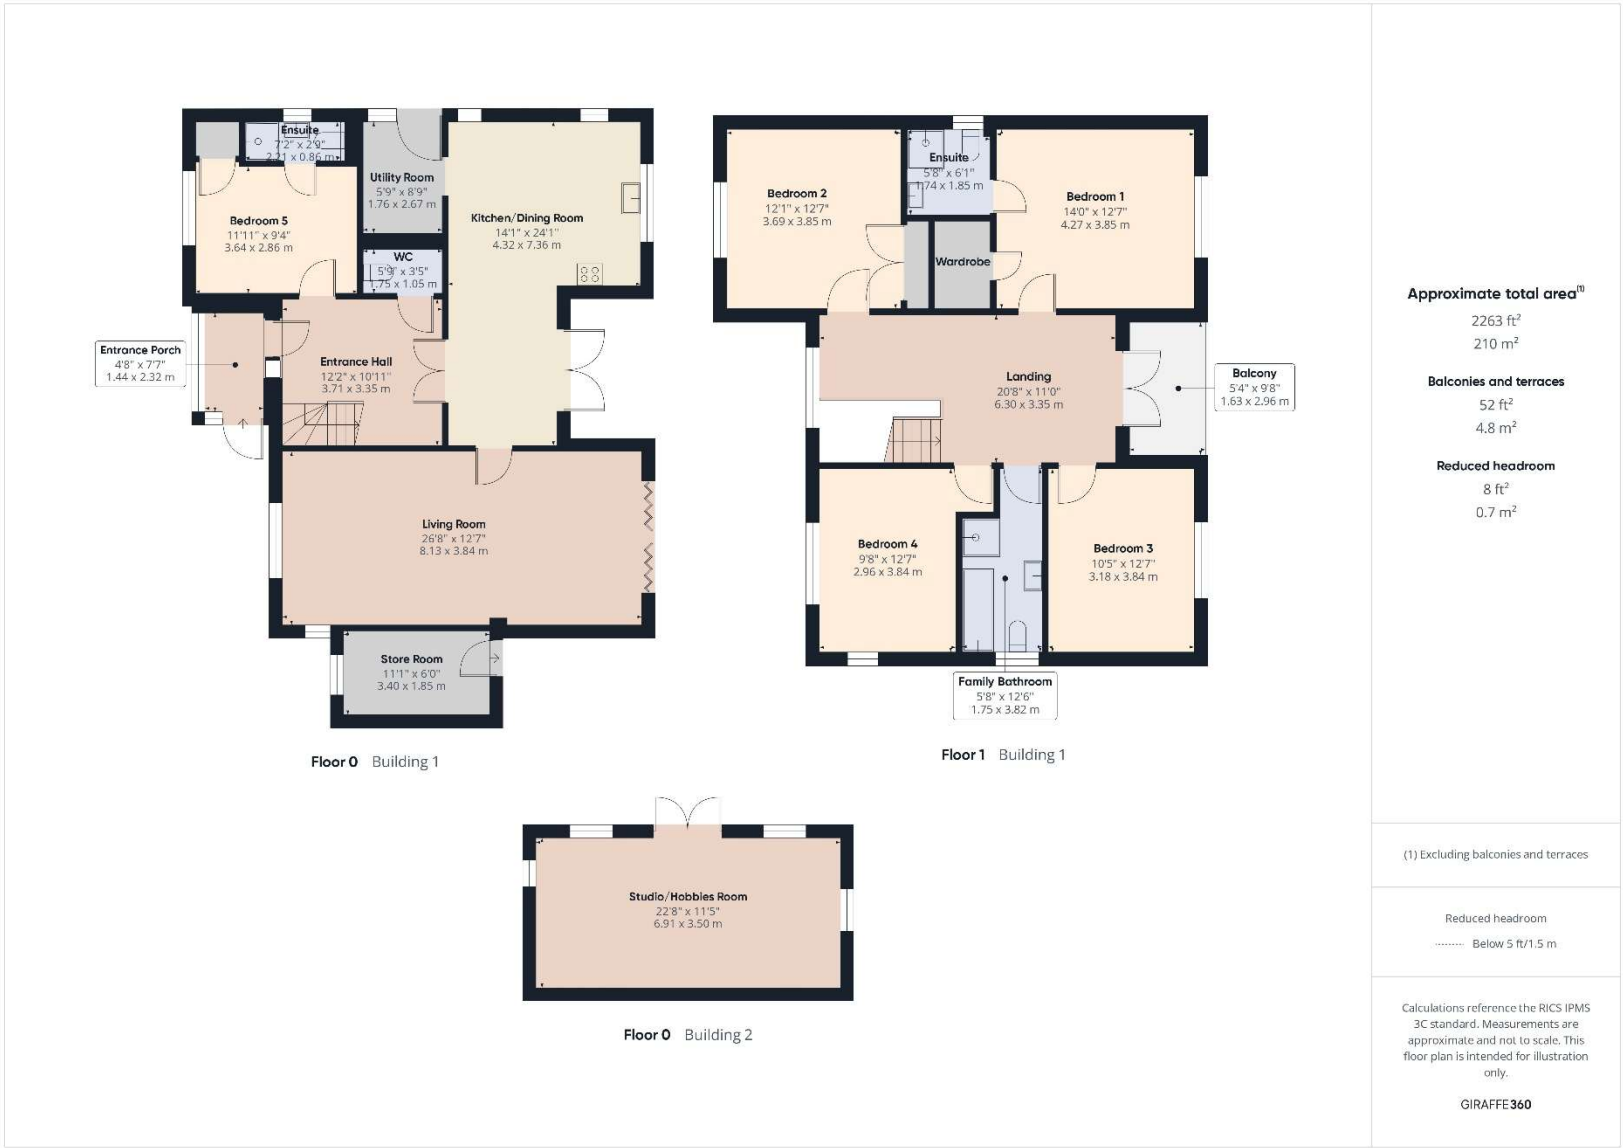 Ensuite
7'2" x 2'9"
2.21 x 0.86 m
Utility Room
5'9" x 8'9"
1.76 x 2.67 m
Bedroom 5
11'11" x 9'4"
3.64 x 2.86 m
Kitchen/Dining Room
14'1" x 24'1"
4.32 x 7.36 m
WC
5'9" x 3'5"
1.75 x 1.05 m
Entrance Porch
4'8" x 7'7"
1.44 x 2.32 m
Entrance Hall
12'2" x 10'11"
3.71 x 3.35 m
Living Room
26'8" x 12'7"
8.13 x 3.84 m
Store Room
11'1" x 6'0"
3.40 x 1.85 m
Floor 0 Building 1
Bedroom 2
12'1" x 12'7"
3.69 x 3.85 m
Ensuite
5'8" x 6'1"
1.74 x 1.85 m
Bedroom 1
14'0" x 12'7"
4.27 x 3.85 m
Wardrobe
Landing
20'8" x 11'0"
6.30 x 3.35 m
Balcony
5'4" x 9'8"
1.63 x 2.96 m
Bedroom 4
9'8" x 12'7"
2.96 x 3.84 m
Bedroom 3
10'5" x 12'7"
3.18 x 3.84 m
Family Bathroom
5'8" x 12'6"
1.75 x 3.82 m
Floor 1 Building 1
Studio/Hobbies Room
22'8" x 11'5"
6.91 x 3.50 m
Floor 0 Building 2
Approximate total area(1)
2263 ft²
210 m²
Balconies and terraces
52 ft²
4.8 m²
Reduced headroom
8 ft²
0.7 m²
(1) Excluding balconies and terraces
Reduced headroom
Below 5 ft/1.5 m
Calculations reference the RICS IPMS
3C standard. Measurements are
approximate and not to scale. This
floor plan is intended for illustration
only.
GIRAFFE360